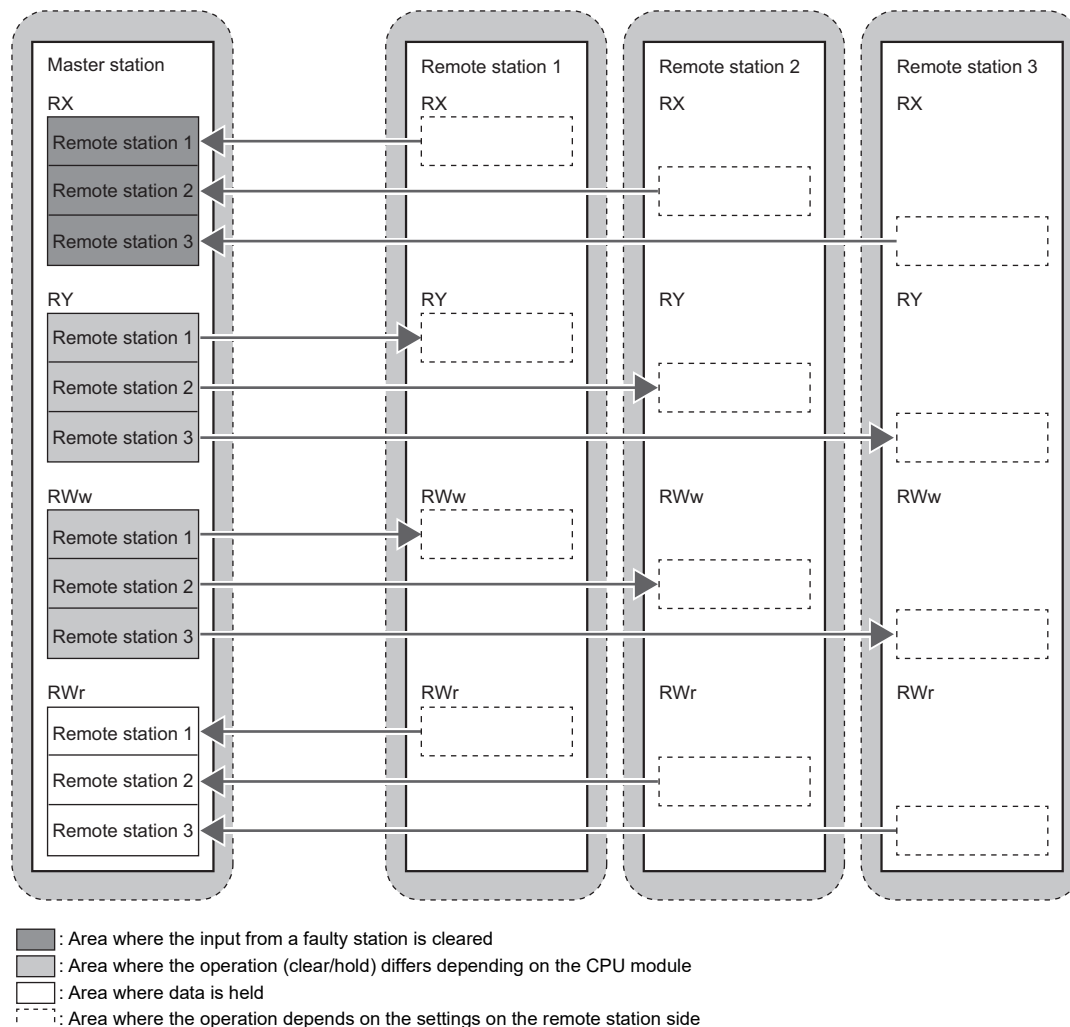 Master station
RX
Remote station 1
Remote station 2
Remote station 3
RY
Remote station 1
Remote station 2
Remote station 3
RWw
Remote station 1
Remote station 2
Remote station 3
RWr
Remote station 1
Remote station 2
Remote station 3
Remote station 1
RX
RY
RWw
RWr
Remote station 2
RX
RY
RWw
RWr
Remote station 3
RX
RY
RWw
RWr
: Area where the input from a faulty station is cleared
: Area where the operation (clear/hold) differs depending on the CPU module
: Area where data is held
: Area where the operation depends on the settings on the remote station side